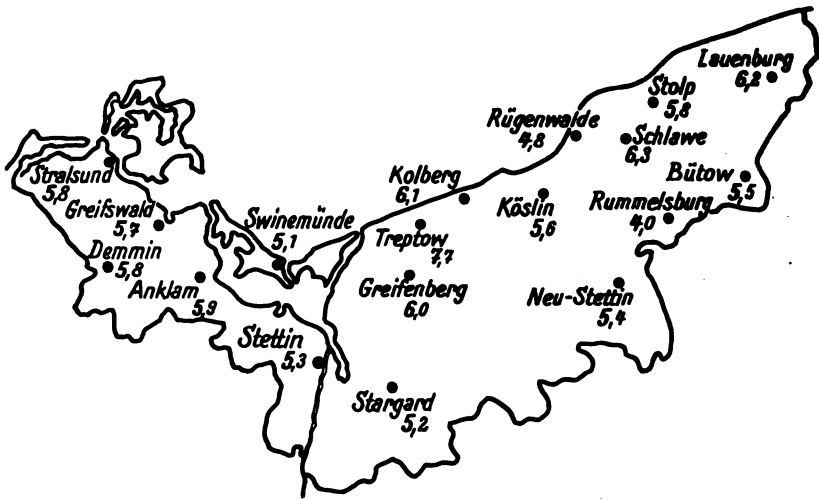 Lauenburg
6,2
Stolp
5,8
Rügenwalde
4,8
Schlawe
6,3
Stralsund
5,8
Kolberg
6,1
Bütow
5,5
Greifswald
5,7
Swinemünde
5,1
Köslin
5,6
Rummelsburg
4,0
Treptow
7,7
Demmin
5,8
Anklam
5,9
Greifenberg
6,0
Neu-Stettin
5,4
Stettin
5,3
Stargard
5,2